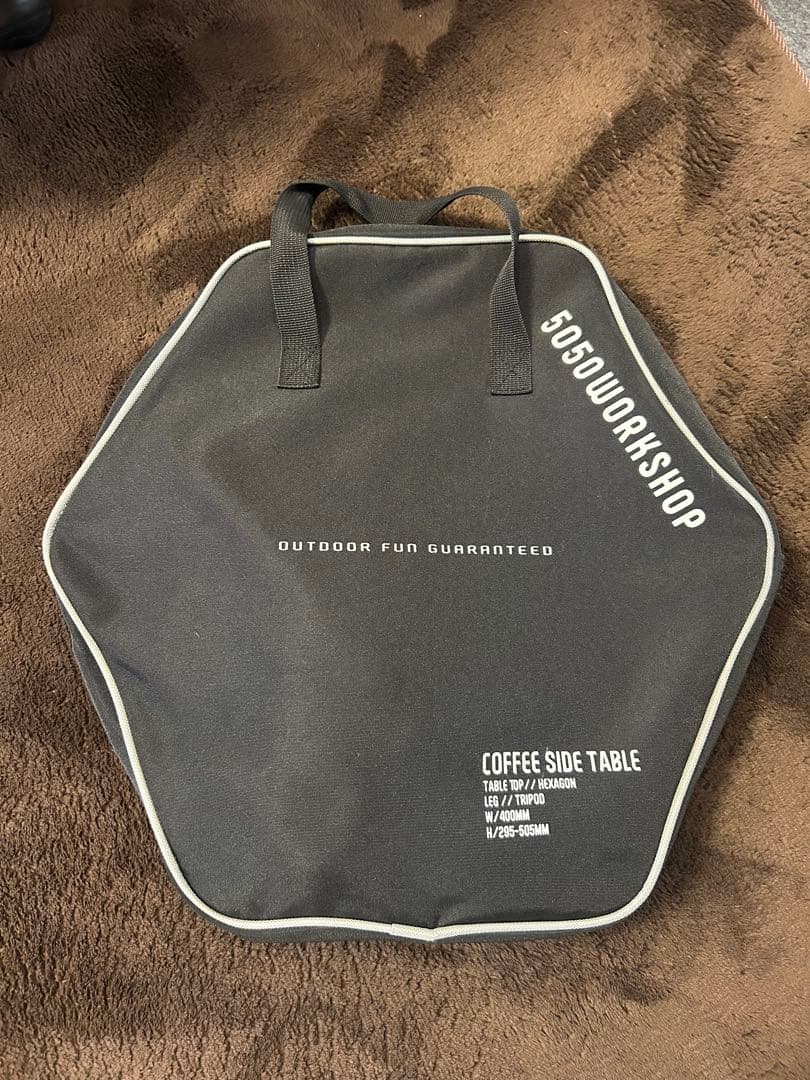 5050WORKSHOP
OUTDOOR FUN GUARANTEED
COFFEE SIDE TABLE
TABLE TOP// HEXAGON
LEG // TRIPOD
W/400MM
H/295-505MM